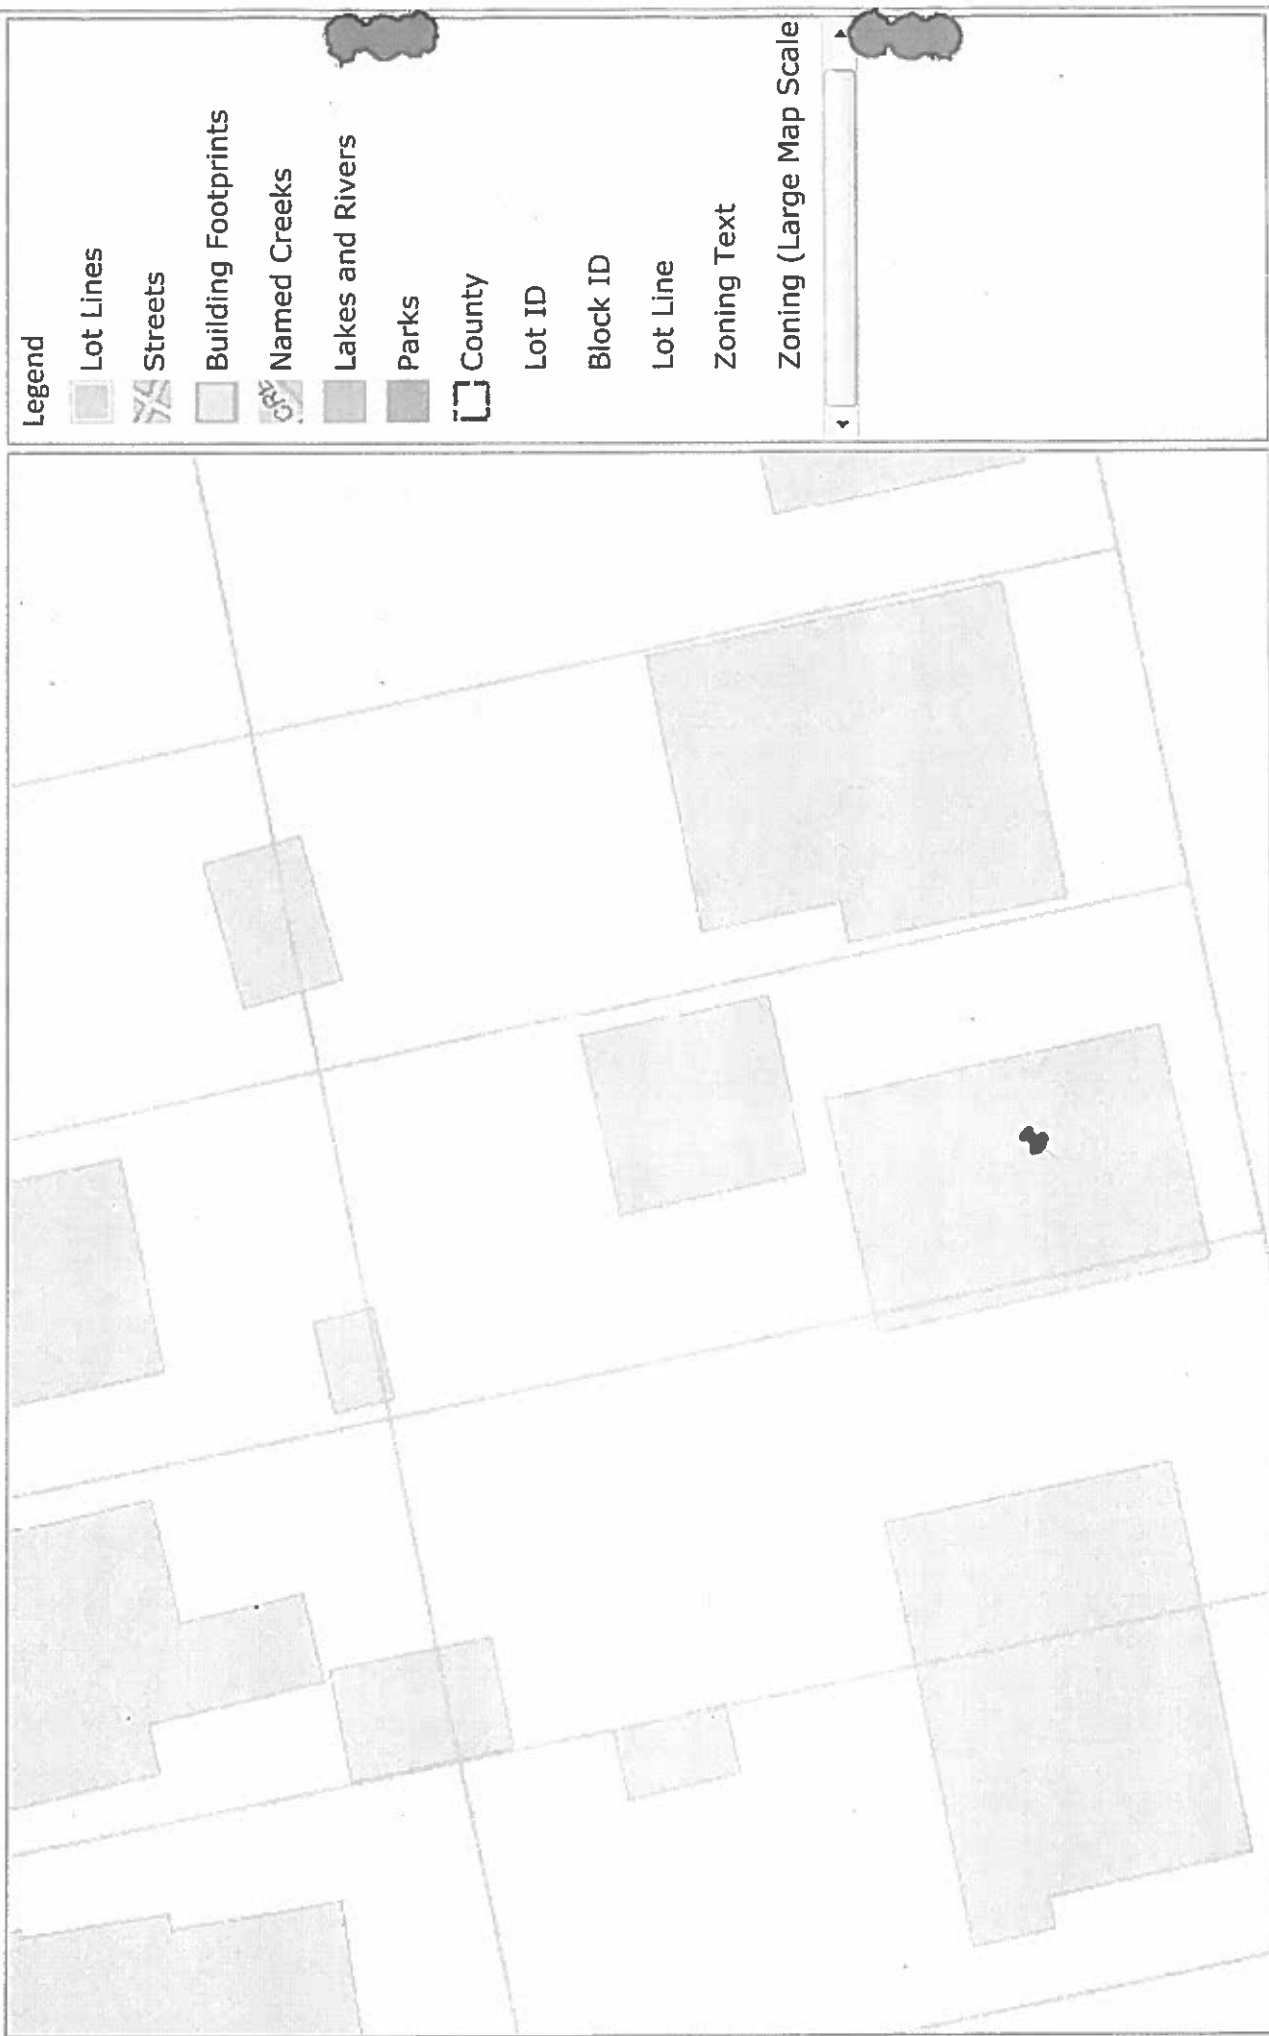 Legend
Lot Lines
Streets
Building Footprints
CRE
Named Creeks
Lakes and Rivers
Parks
County
Lot ID
Block ID
Lot Line
Zoning Text
Zoning (Large Map Scale